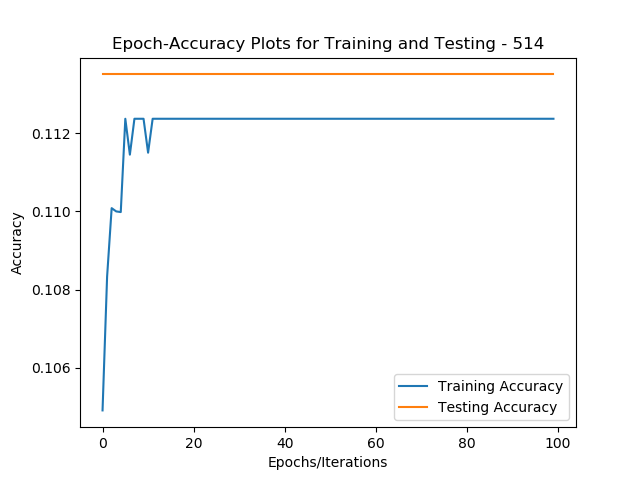 Epoch-Accuracy Plots for Training and Testing - 514
Accuracy
0.112
0.110
0.108
0.106
Training Accuracy
Testing Accuracy
0 20 40 60 80 100
Epochs/Iterations